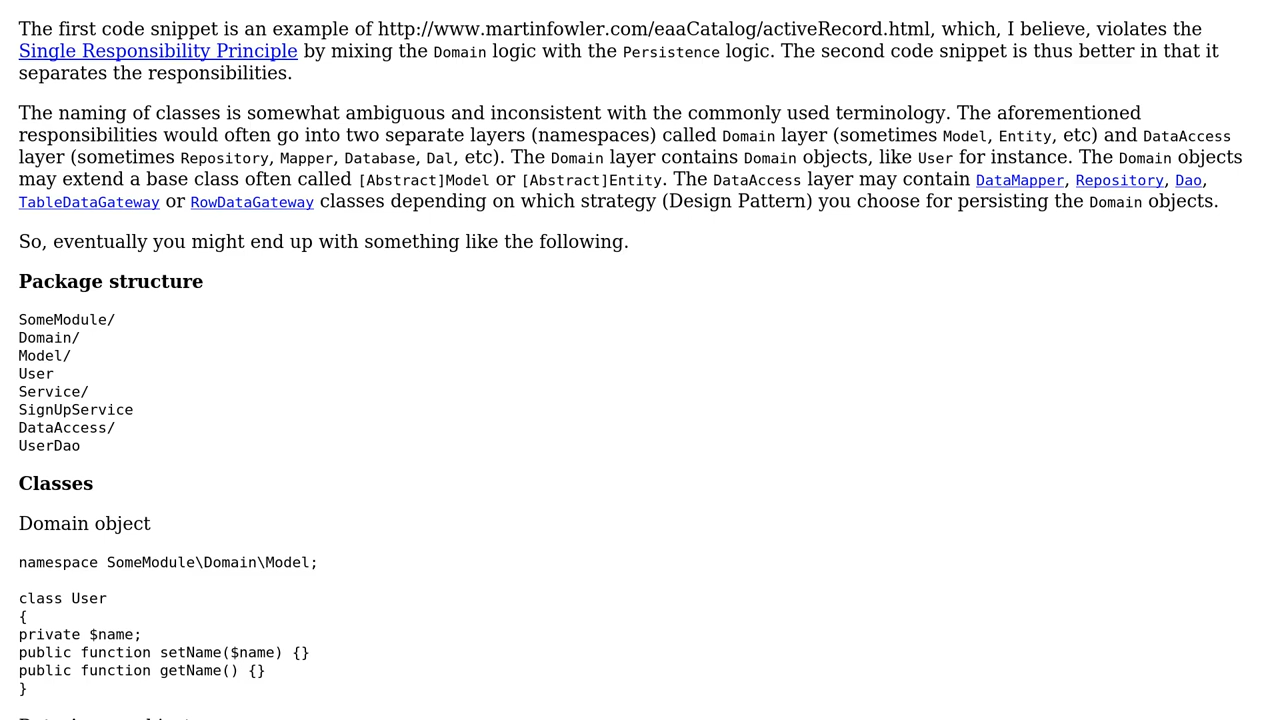 The first code snippet is an example of http://www.martinfowler.com/eaaCatalog/activeRecord.html, which, I believe, violates the
Single Responsibility Principle by mixing the Domain logic with the Persistence logic. The second code snippet is thus better in that it
separates the responsibilities.
The naming of classes is somewhat ambiguous and inconsistent with the commonly used terminology. The aforementioned
responsibilities would often go into two separate layers (namespaces) called Domain layer (sometimes Model, Entity, etc) and DataAccess
layer (sometimes Repository, Mapper, Database, Dal, etc). The Domain layer contains Domain objects, like User for instance. The Domain objects
may extend a base class often called [Abstract]Model or [Abstract]Entity. The DataAccess layer may contain DataMapper, Repository, Dao,
TableDataGateway or RowDataGateway classes depending on which strategy (Design Pattern) you choose for persisting the Domain objects.
So, eventually you might end up with something like the following.
Package structure
SomeModule/
Domain/
Model/
User
Service/
SignUpService
DataAccess/
UserDao
Classes
Domain object
namespace SomeModule\Domain\Model;
class User
{
private $name;
public function setName($name) {}
public function getName() {}
}